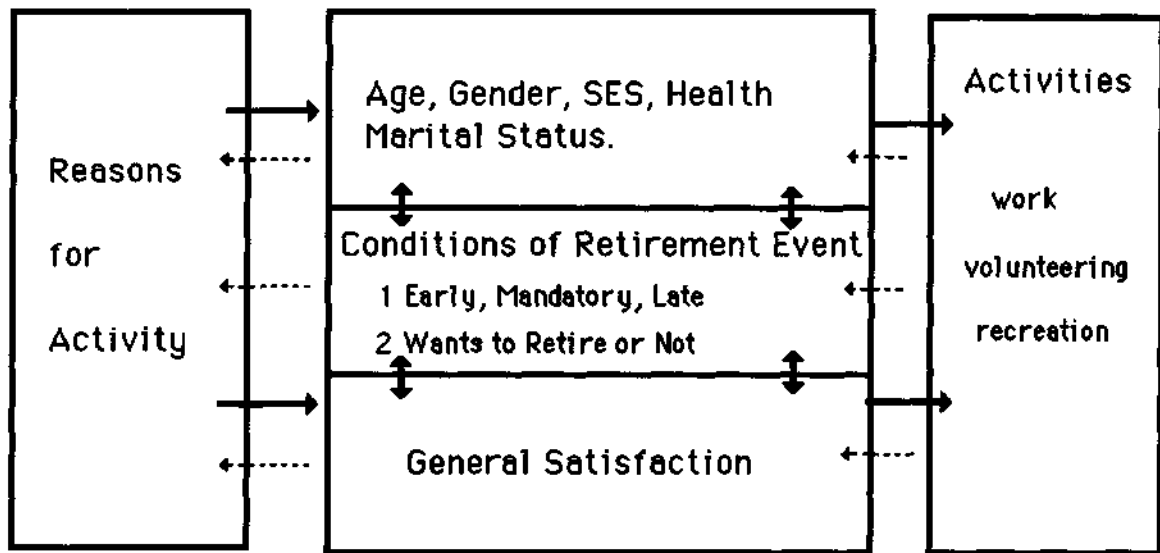 Reasons
for
Activity
Age, Gender, SES, Health
Marital Status.
Conditions of Retirement Event
1 Early, Mandatory, Late
2 Wants to Retire or Not
General Satisfaction
Activities
work
volunteering
recreation